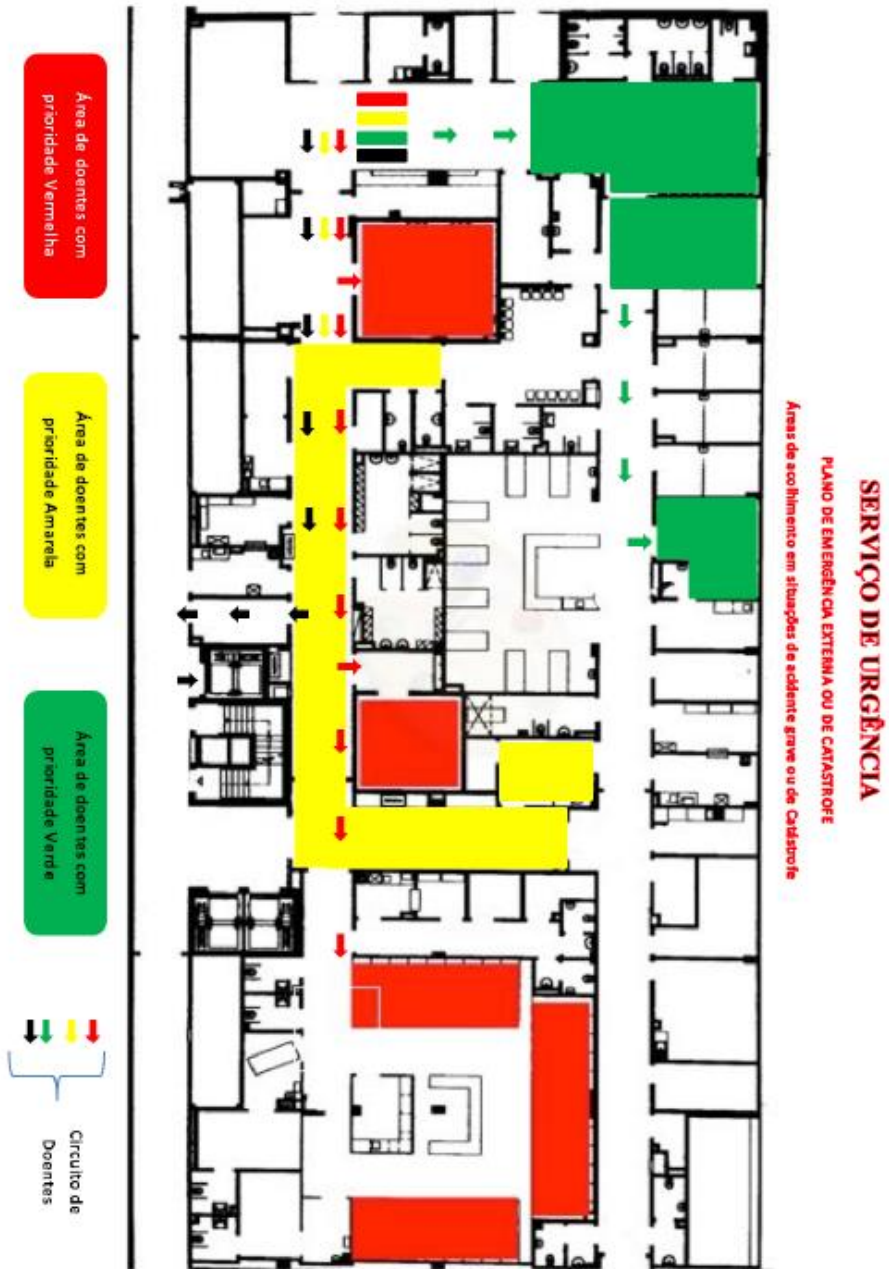 SERVIÇO DE URGÊNCIA
PLANO DE EMERGÊNCIA EXTERNA OU DE CATASTROFE
Áreas de acolhimento em situações de acidente grave ou de Catástrofe
Área de doentes com
prioridade Vermelha
Área de doentes com
prioridade Amarela
Área de doentes com
prioridade Verde
Circuito de
Doentes